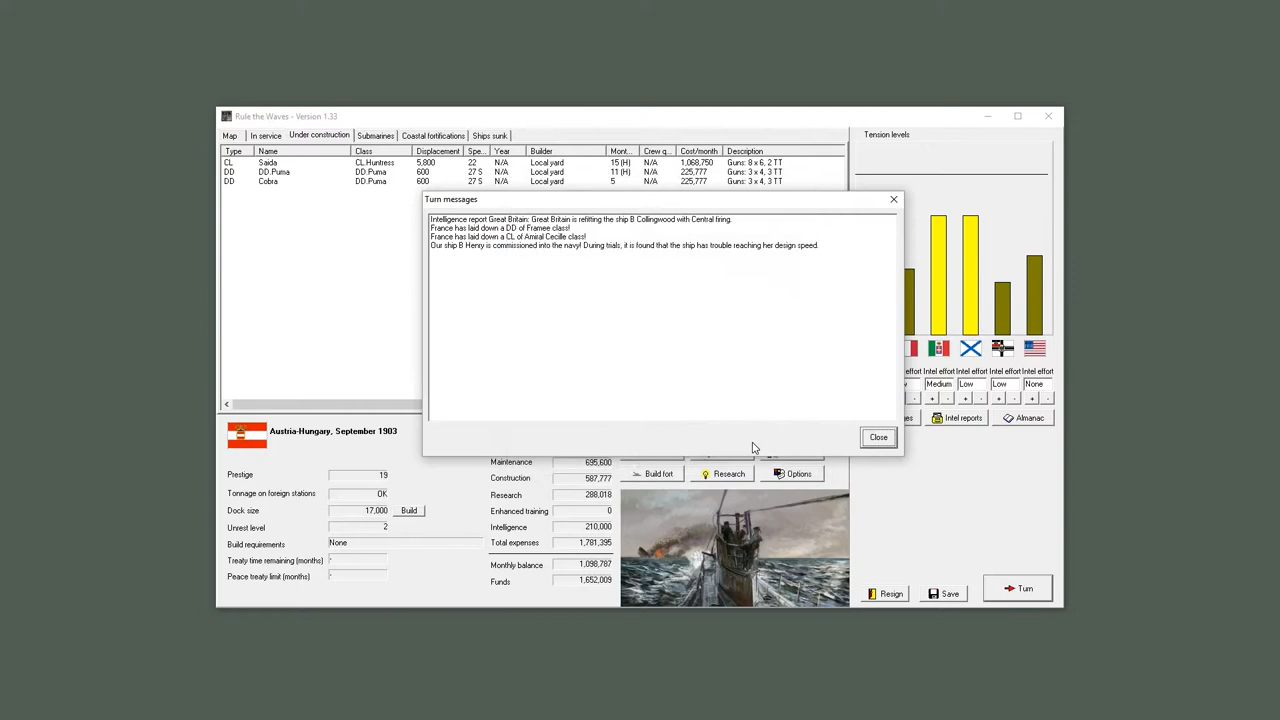 Rule the Waves - Version 1.33
Map In service Under construction Submarines Coastal fortifications Ships sunk
Tension levels
Type Name Class Displacement Spe... Year Builder Mont... Crew q... Cost/month Description
CL Saida CL.Huntress 5,800 22 N/A Local yard 15 (H) N/A 1,068,750 Guns: 8 x 6, 2 TT
DD DD.Puma DD.Puma 600 27 S N/A Local yard 11 (H) N/A 225,777 Guns: 3 x 4, 3 TT
DD Cobra DD.Puma 600 27 S N/A Local yard 5 N/A 225,777 Guns: 3 x 4, 3 TT
Turn messages
Intelligence report Great Britain: Great Britain is refitting the ship B Collingwood with Central firing.
France has laid down a DD of Framee class!
France has laid down a CL of Amiral Cecille class!
Our ship B Henry is commissioned into the navy! During trials, it is found that the ship has trouble reaching her design speed.
Close
Intel effort Intel effort Intel effort Intel effort
Medium Low Low None
+ - + - + - + -
Intel reports Almanac
Austria-Hungary, September 1903
Prestige 19
Tonnage on foreign stations OK
Dock size 17,000 Build
Unrest level 2
Build requirements None
Treaty time remaining (months) -
Peace treaty limit (months) -
Maintenance 695,600
Construction 587,777
Research 288,018
Enhanced training 0
Intelligence 210,000
Total expenses 1,781,395
Monthly balance 1,098,787
Funds 1,652,009
Build fort Research Options
Resign Save Turn